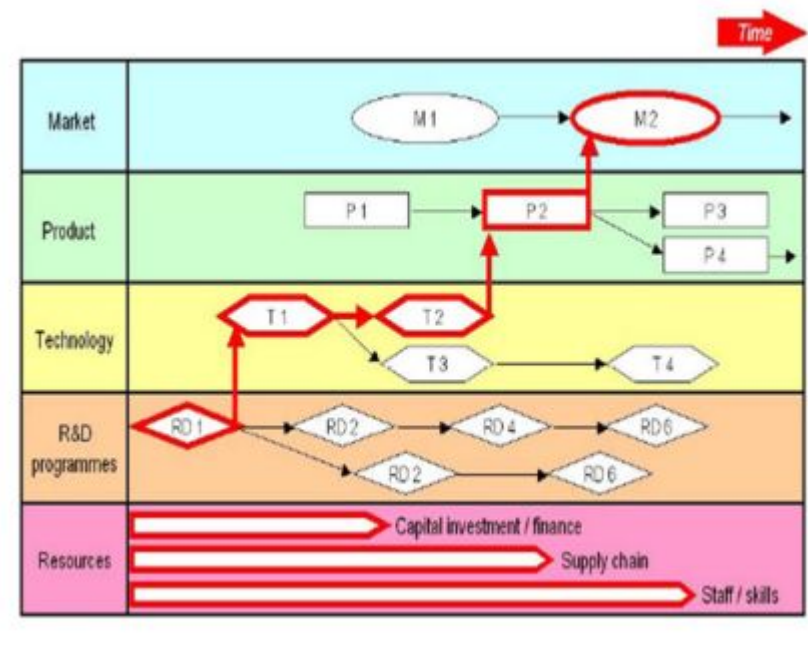 Time
Market
M1
M2
Product
P1
P2
P3
P4
Technology
T1
T2
T3
T4
R&D
programmes
RD1
RD2
RD4
RD6
RD2
RD6
Resources
Capital investment / finance
Supply chain
Staff / skills